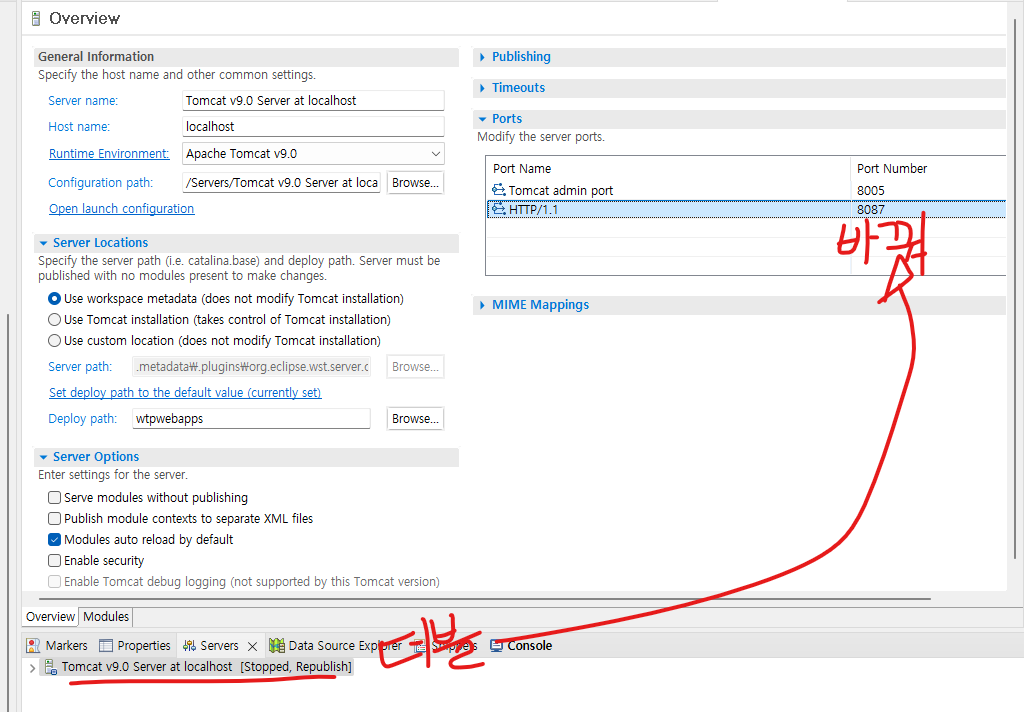 Overview
General Information
Specify the host name and other common settings.
Server name: Tomcat v9.0 Server at localhost
Host name: localhost
Runtime Environment: Apache Tomcat v9.0
Configuration path: /Servers/Tomcat v9.0 Server at loca Browse...
Open launch configuration
Server Locations
Specify the server path (i.e. catalina.base) and deploy path. Server must be
published with no modules present to make changes.
Use workspace metadata (does not modify Tomcat installation)
Use Tomcat installation (takes control of Tomcat installation)
Use custom location (does not modify Tomcat installation)
Server path: .metadata₩.plugins₩org.eclipse.wst.server.c Browse...
Set deploy path to the default value (currently set)
Deploy path: wtpwebapps Browse...
Server Options
Enter settings for the server.
Serve modules without publishing
Publish module contexts to separate XML files
Modules auto reload by default
Enable security
Enable Tomcat debug logging (not supported by this Tomcat version)
Publishing
Timeouts
Ports
Modify the server ports.
Port Name Port Number
Tomcat admin port 8005
HTTP/1.1 8087
바꿔
MIME Mappings
Overview Modules
Markers Properties Servers Data Source Explorer Snippets Console
더블
Tomcat v9.0 Server at localhost [Stopped, Republish]